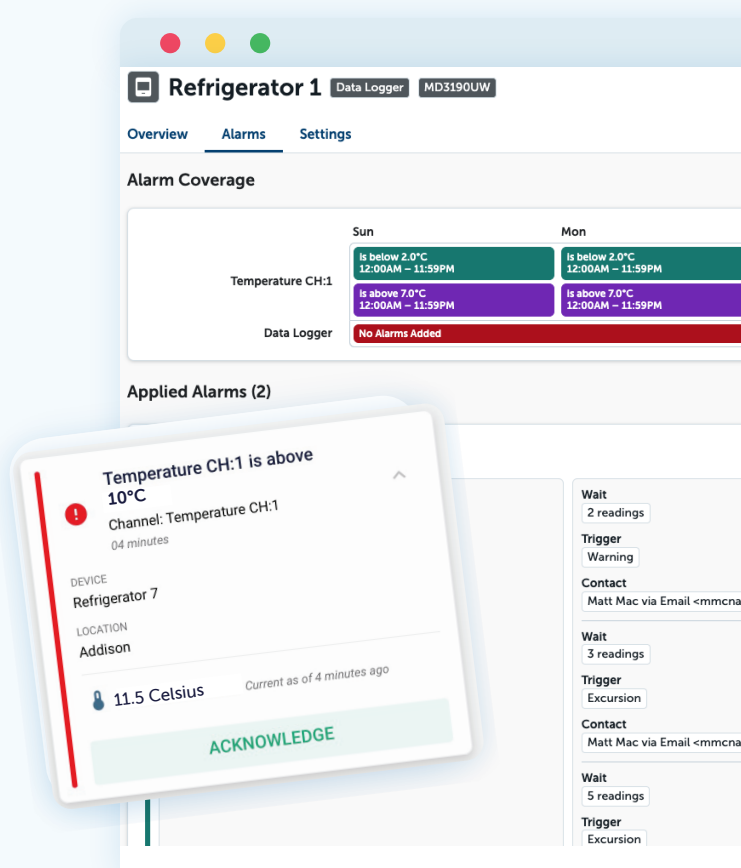 Refrigerator 1 Data Logger MD3190UW
Overview Alarms Settings
Alarm Coverage
Sun Mon
Temperature CH:1
is below 2.0°C
12:00AM – 11:59PM
is below 2.0°C
12:00AM – 11:59PM
is above 7.0°C
12:00AM – 11:59PM
is above 7.0°C
12:00AM – 11:59PM
Data Logger
No Alarms Added
Applied Alarms (2)
Temperature CH:1 is above
10°C
Channel: Temperature CH:1
04 minutes
DEVICE
Refrigerator 7
LOCATION
Addison
11.5 Celsius Current as of 4 minutes ago
ACKNOWLEDGE
Wait
2 readings
Trigger
Warning
Contact
Matt Mac via Email <mmcna
Wait
3 readings
Trigger
Excursion
Contact
Matt Mac via Email <mmcna
Wait
5 readings
Trigger
Excursion